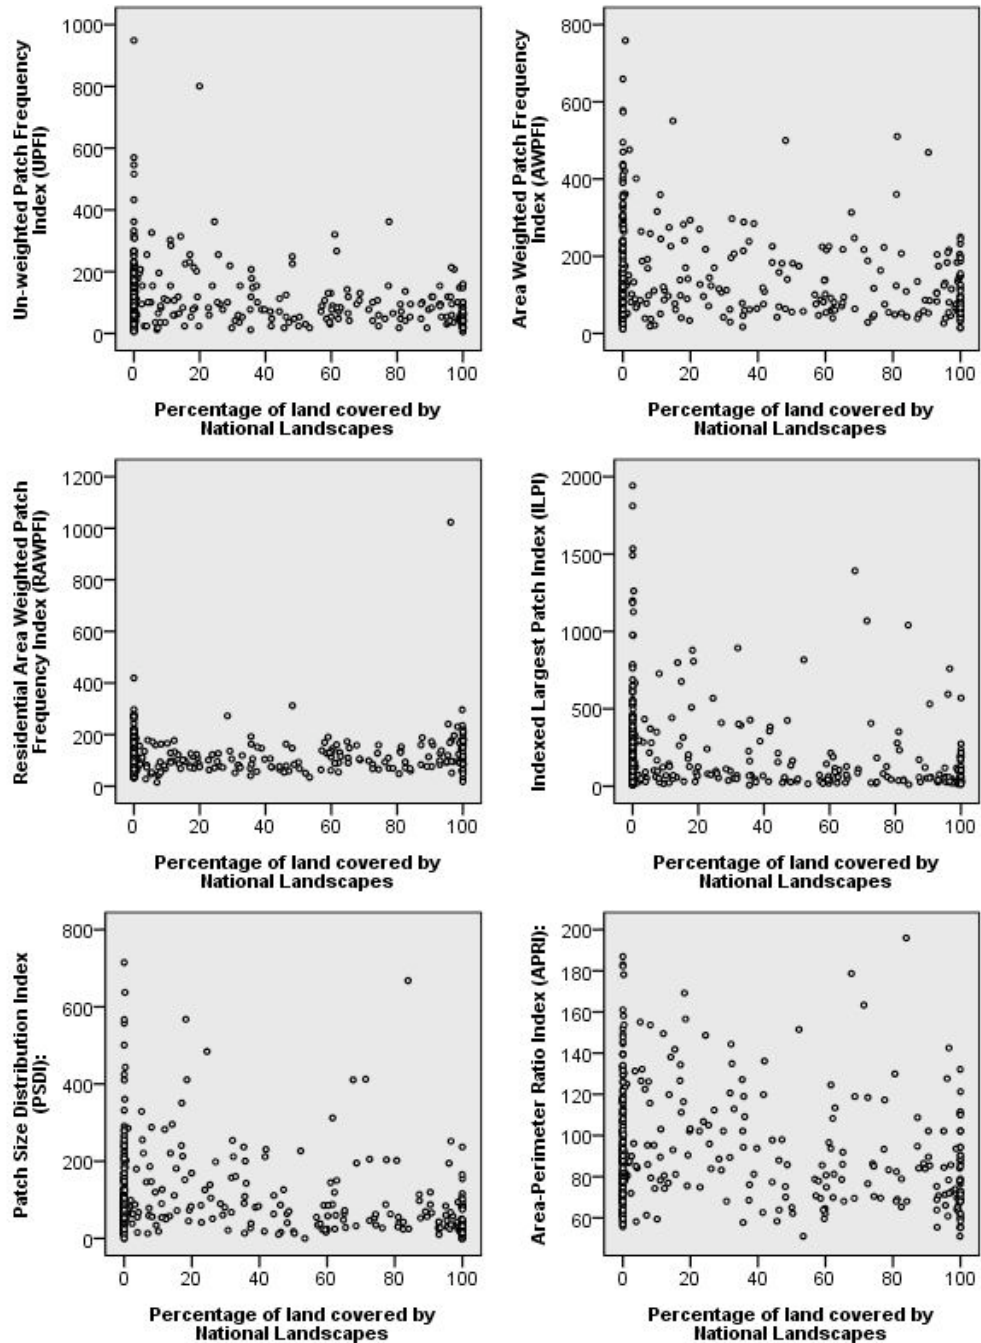 Un-weighted Patch Frequency
Index (UPFI)
1000
800
600
400
200
0
0 20 40 60 80 100
Percentage of land covered by
National Landscapes
Area Weighted Patch Frequency
Index (AWPFI)
800
600
400
200
0
0 20 40 60 80 100
Percentage of land covered by
National Landscapes
Residential Area Weighted Patch
Frequency Index (RAWPFI)
1200
1000
800
600
400
200
0
0 20 40 60 80 100
Percentage of land covered by
National Landscapes
Indexed Largest Patch Index (ILPI)
2000
1500
1000
500
0
0 20 40 60 80 100
Percentage of land covered by
National Landscapes
Patch Size Distribution Index
(PSDI):
800
600
400
200
0
0 20 40 60 80 100
Percentage of land covered by
National Landscapes
Area-Perimeter Ratio Index (APRI):
200
180
160
140
120
100
80
60
0 20 40 60 80 100
Percentage of land covered by
National Landscapes